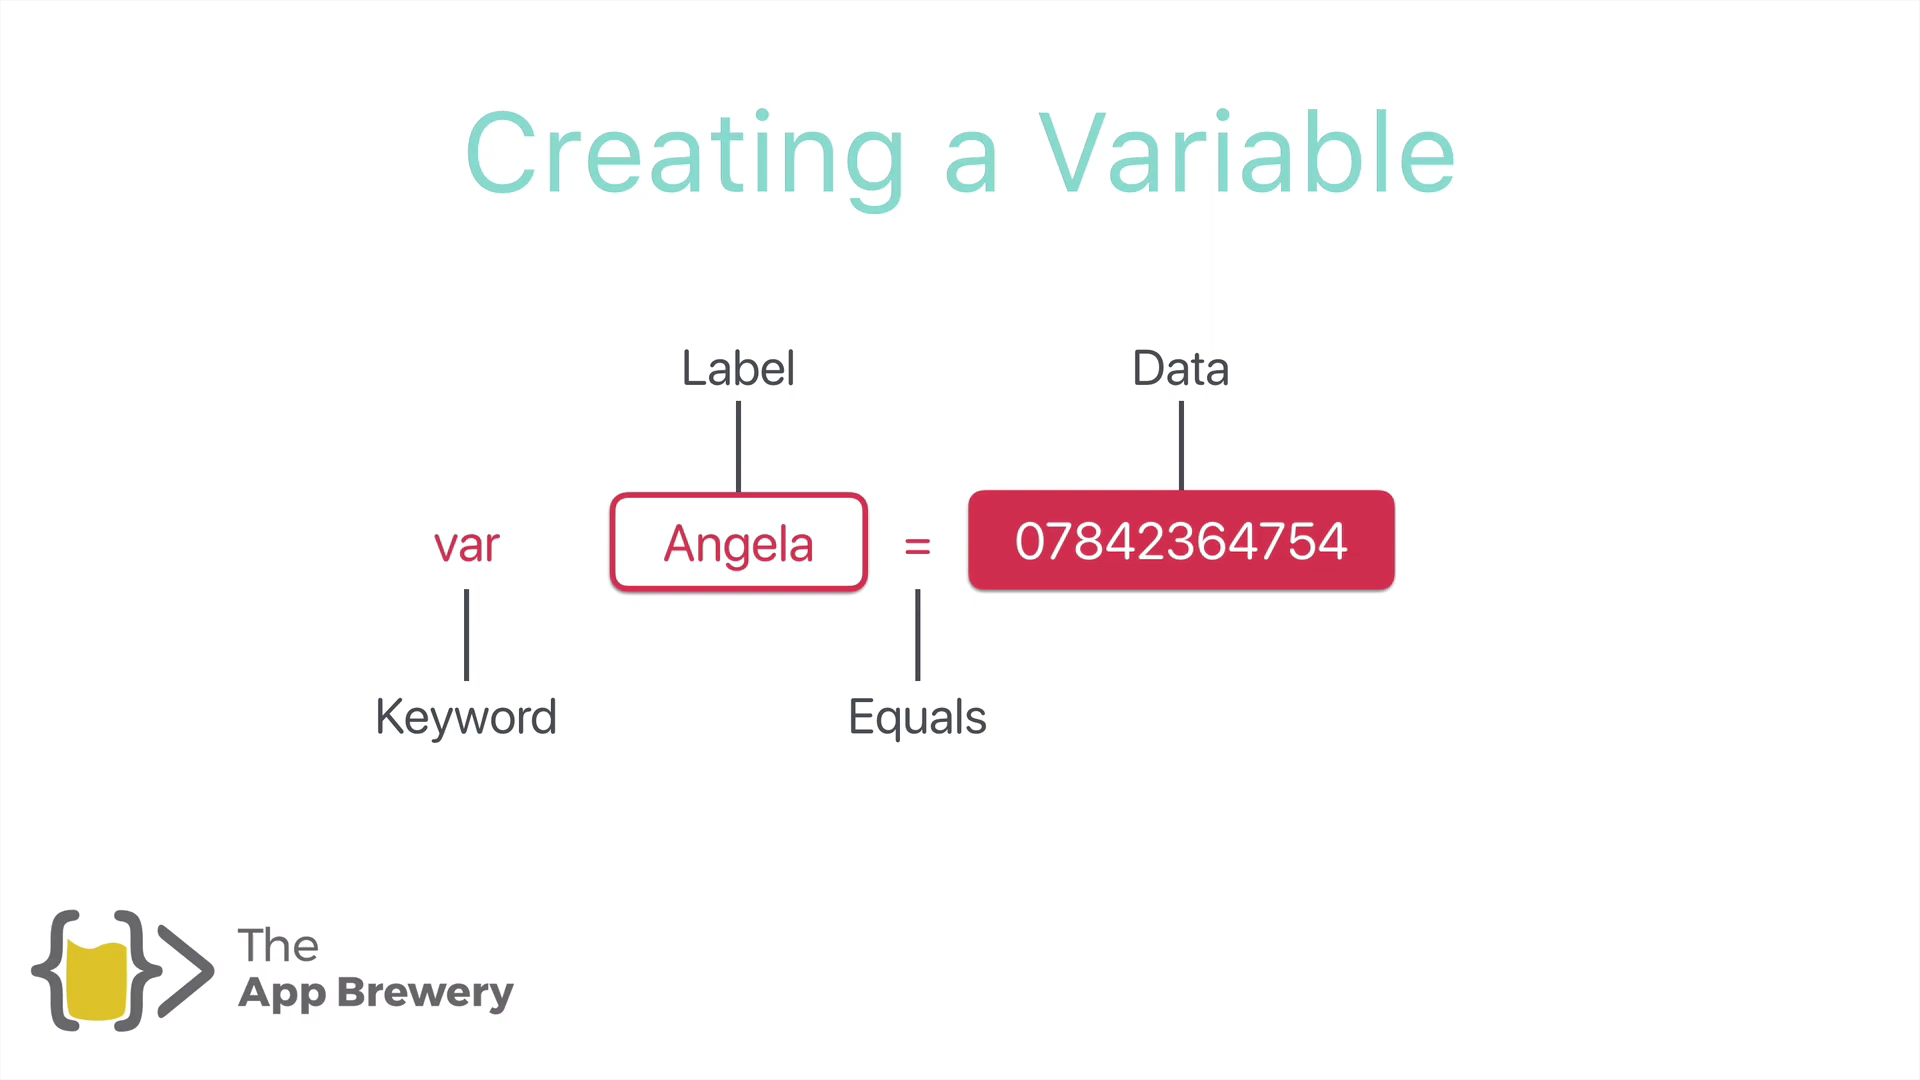 Creating a Variable
Label Data
var Angela = 07842364754
Keyword Equals
The
App Brewery